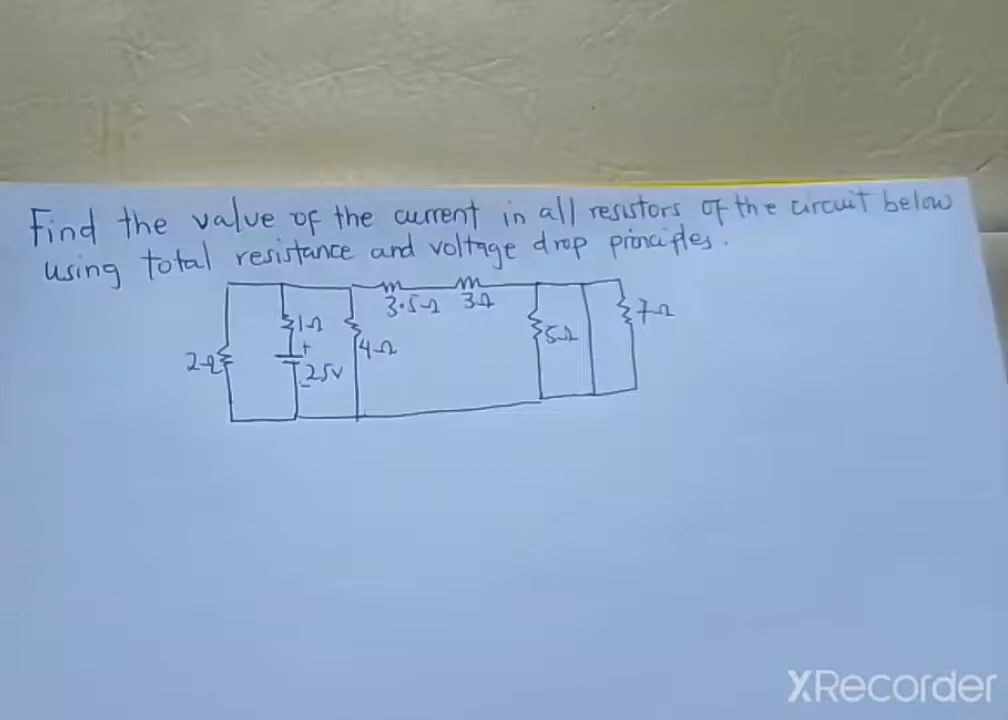 Find the value of the current in all resistors of the circuit below
using total resistance and voltage drop principles.
3.5Ω 3Ω
7Ω
1Ω
5Ω
+
4Ω
2Ω
25V
-
XRecorder